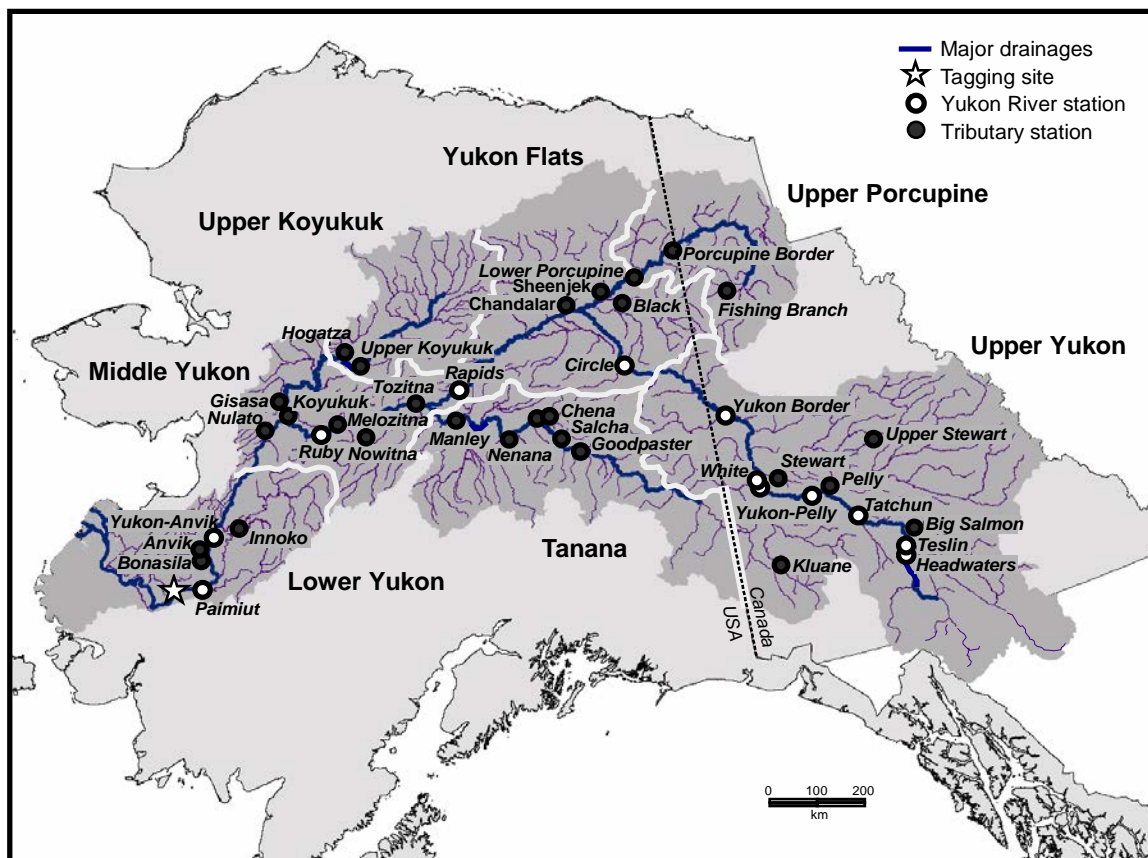 Major drainages
Tagging site
Yukon River station
Tributary station
Yukon Flats
Upper Porcupine
Upper Koyukuk
Porcupine Border
Lower Porcupine
Sheenjek
Chandalar
Black
Fishing Branch
Hogatza
Upper Koyukuk
Upper Yukon
Middle Yukon
Circle
Rapids
Tozitna
Gisasa
Koyukuk
Nulato
Melozitna
Yukon Border
Chena
Salcha
Manley
Upper Stewart
Ruby
Nowitna
Nenana
Goodpaster
White
Stewart
Pelly
Yukon-Pelly
Tatchun
Yukon-Anvik
Innoko
Big Salmon
Anvik
Tanana
Teslin
Bonasila
Kluane
Headwaters
Lower Yukon
Paimiut
Canada
USA
0 100 200
km